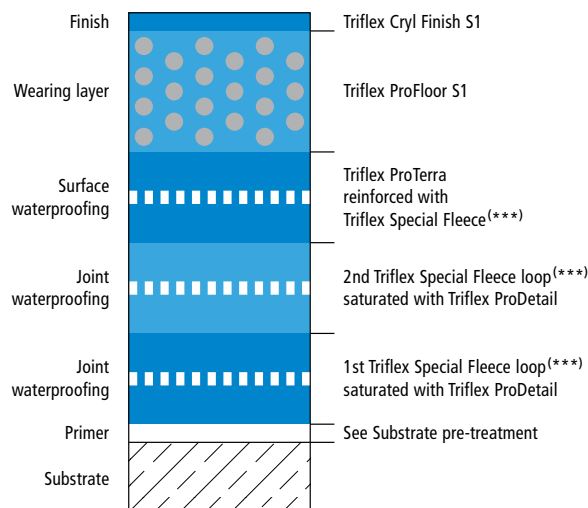 Finish
Triflex Cryl Finish S1
Wearing layer
Triflex ProFloor S1
Surface
waterproofing
Triflex ProTerra
reinforced with
Triflex Special Fleece(***)
Joint
waterproofing
2nd Triflex Special Fleece loop(***)
saturated with Triflex ProDetail
Joint
waterproofing
1st Triflex Special Fleece loop(***)
saturated with Triflex ProDetail
Primer
See Substrate pre-treatment
Substrate